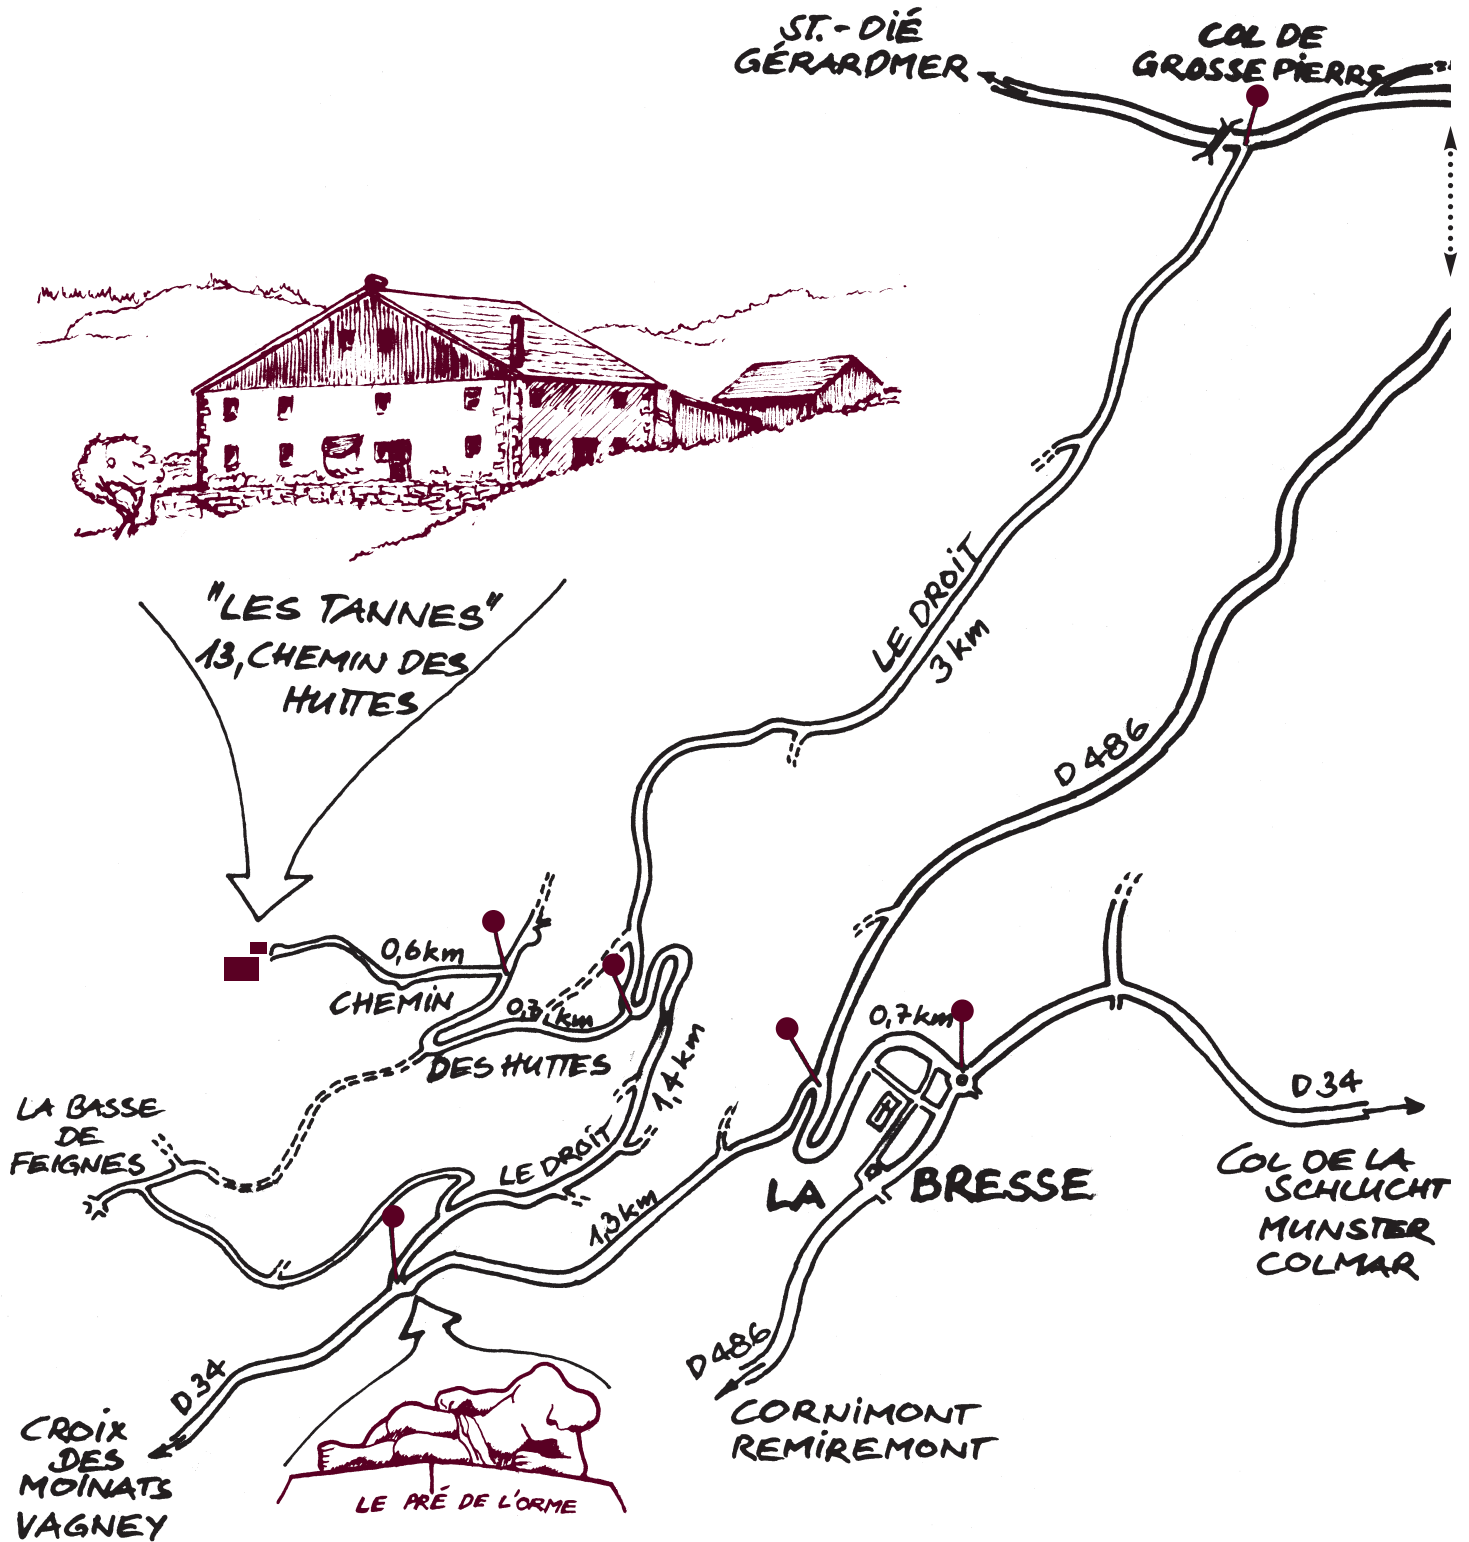 ST.-DIÉ
GÉRARDMER
COL DE
GROSSE PIERRS
"LES TANNES"
13, CHEMIN DES
HUTTES
LE DROIT
3 km
D 486
0,6 km
CHEMIN
0,7 km
DES HUTTES
1,4 km
0,7 km
LA BASSE
DE
FEIGNES
LE DROIT
1,3 km
LA BRESSE
D 34
COL DE LA
SCHLUCHT
MUNSTER
COLMAR
D 486
CORNIMONT
REMIREMONT
D 34
CROIX
DES
MOINATS
VAGNEY
LE PRÉ DE L'ORME